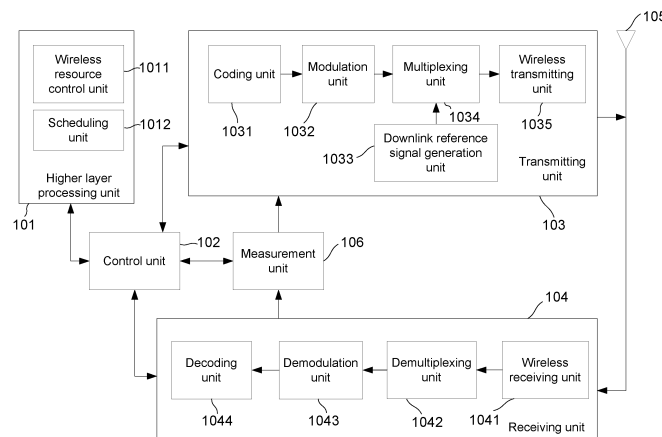 105
Wireless
resource
control unit
1011
Scheduling
unit
1012
Higher layer
processing unit
101
Coding unit
1031
Modulation
unit
1032
Multiplexing
unit
1034
Wireless
transmitting
unit
1035
1033
Downlink reference
signal generation
unit
Transmitting
unit
103
Control unit
102
Measurement
unit
106
104
Decoding
unit
1044
Demodulation
unit
1043
Demultiplexing
unit
1042
Wireless
receiving unit
1041
Receiving unit